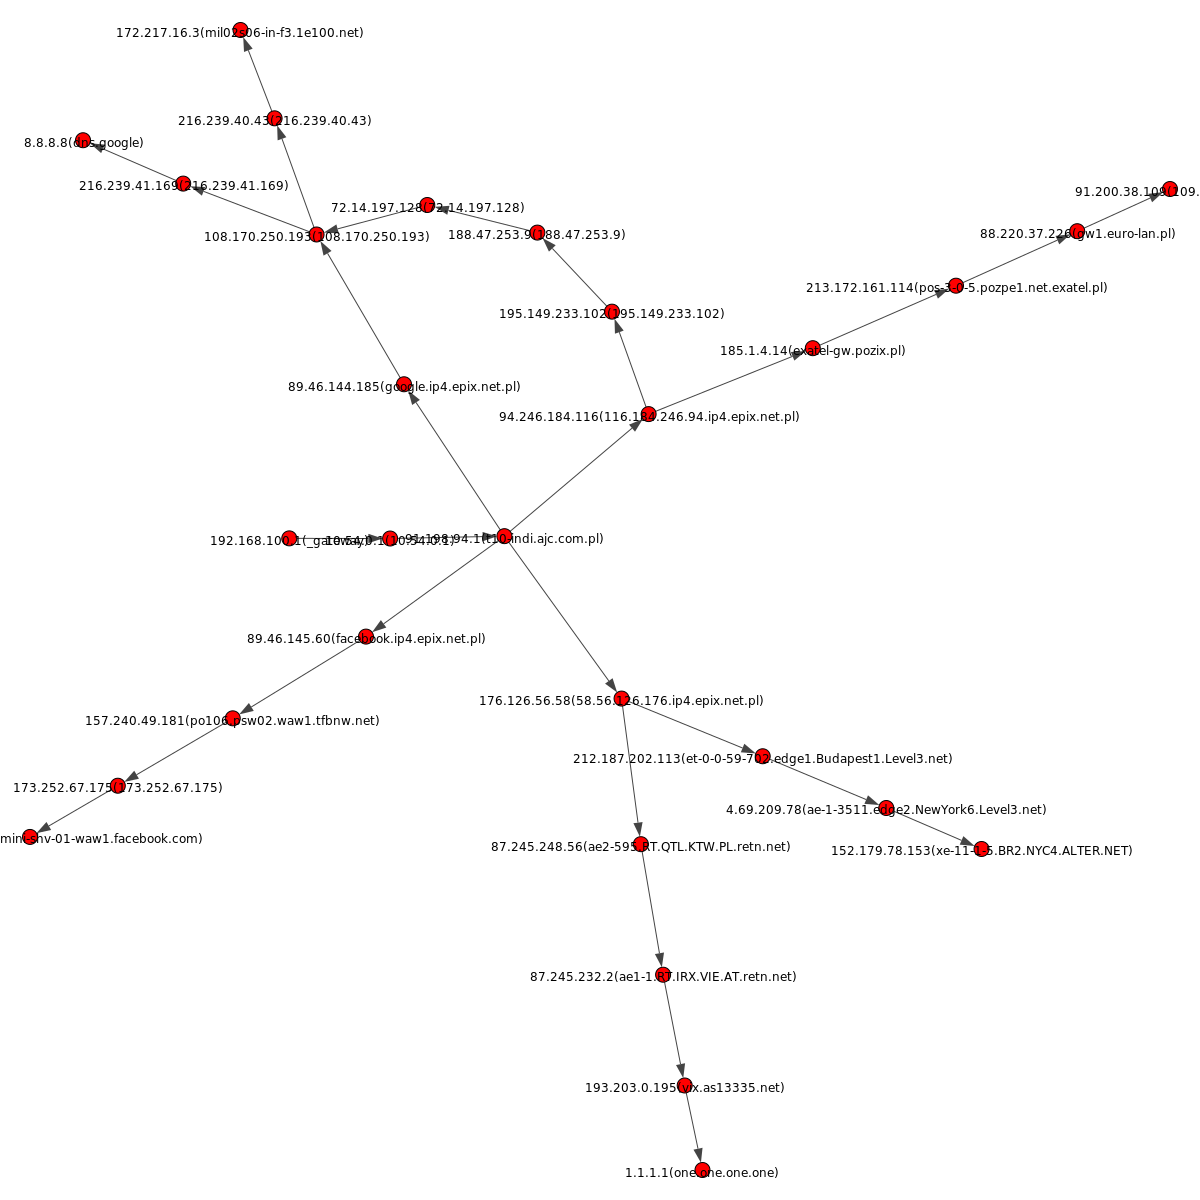 172.217.16.3(mil02s06-in-f3.1e100.net)
216.239.40.43(216.239.40.43)
8.8.8.8(dns.google)
216.239.41.169(216.239.41.169)
91.200.38.109(109.
72.14.197.128(72.14.197.128)
108.170.250.193(108.170.250.193)
188.47.253.9(188.47.253.9)
88.220.37.226(gw1.euro-lan.pl)
213.172.161.114(pos-3-0-5.pozpe1.net.exatel.pl)
195.149.233.102(195.149.233.102)
185.1.4.14(exatel-gw.pozix.pl)
89.46.144.185(google.ip4.epix.net.pl)
94.246.184.116(116.184.246.94.ip4.epix.net.pl)
192.168.100.1(_gateway)
10.54.0.1(10.54.0.1)
91.198.94.1(t10.indi.ajc.com.pl)
89.46.145.60(facebook.ip4.epix.net.pl)
176.126.56.58(58.56.126.176.ip4.epix.net.pl)
157.240.49.181(po106.psw02.waw1.tfbnw.net)
212.187.202.113(et-0-0-59-702.edge1.Budapest1.Level3.net)
173.252.67.175(173.252.67.175)
4.69.209.78(ae-1-3511.edge2.NewYork6.Level3.net)
mini-shv-01-waw1.facebook.com)
87.245.248.56(ae2-595.RT.QTL.KTW.PL.retn.net)
152.179.78.153(xe-11-1-5.BR2.NYC4.ALTER.NET)
87.245.232.2(ae1-1.RT.IRX.VIE.AT.retn.net)
193.203.0.195(vix.as13335.net)
1.1.1.1(one.one.one.one)